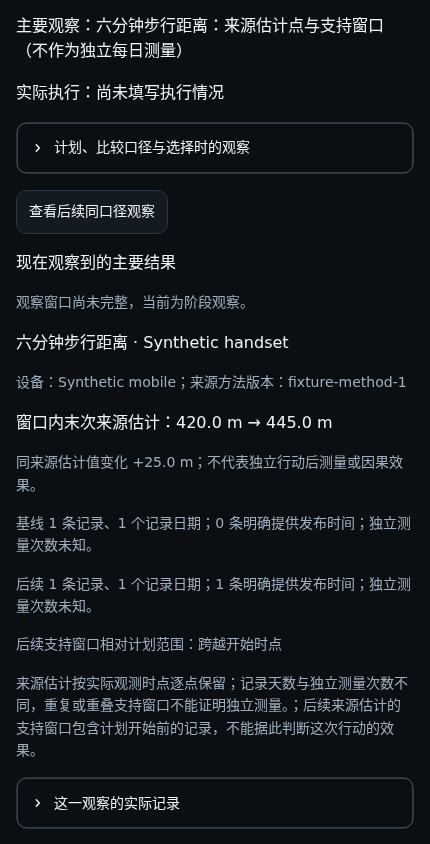 主要观察：六分钟步行距离：来源估计点与支持窗口
（不作为独立每日测量）
实际执行：尚未填写执行情况
计划、比较口径与选择时的观察
查看后续同口径观察
现在观察到的主要结果
观察窗口尚未完整，当前为阶段观察。
六分钟步行距离 · Synthetic handset
设备：Synthetic mobile；来源方法版本：fixture-method-1
窗口内末次来源估计：420.0 m → 445.0 m
同来源估计值变化 +25.0 m；不代表独立行动后测量或因果效
果。
基线 1 条记录、1 个记录日期；0 条明确提供发布时间；独立测
量次数未知。
后续 1 条记录、1 个记录日期；1 条明确提供发布时间；独立测
量次数未知。
后续支持窗口相对计划范围：跨越开始时点
来源估计按实际观测时点逐点保留；记录天数与独立测量次数不
同，重复或重叠支持窗口不能证明独立测量。；后续来源估计的
支持窗口包含计划开始前的记录，不能据此判断这次行动的效
果。
这一观察的实际记录